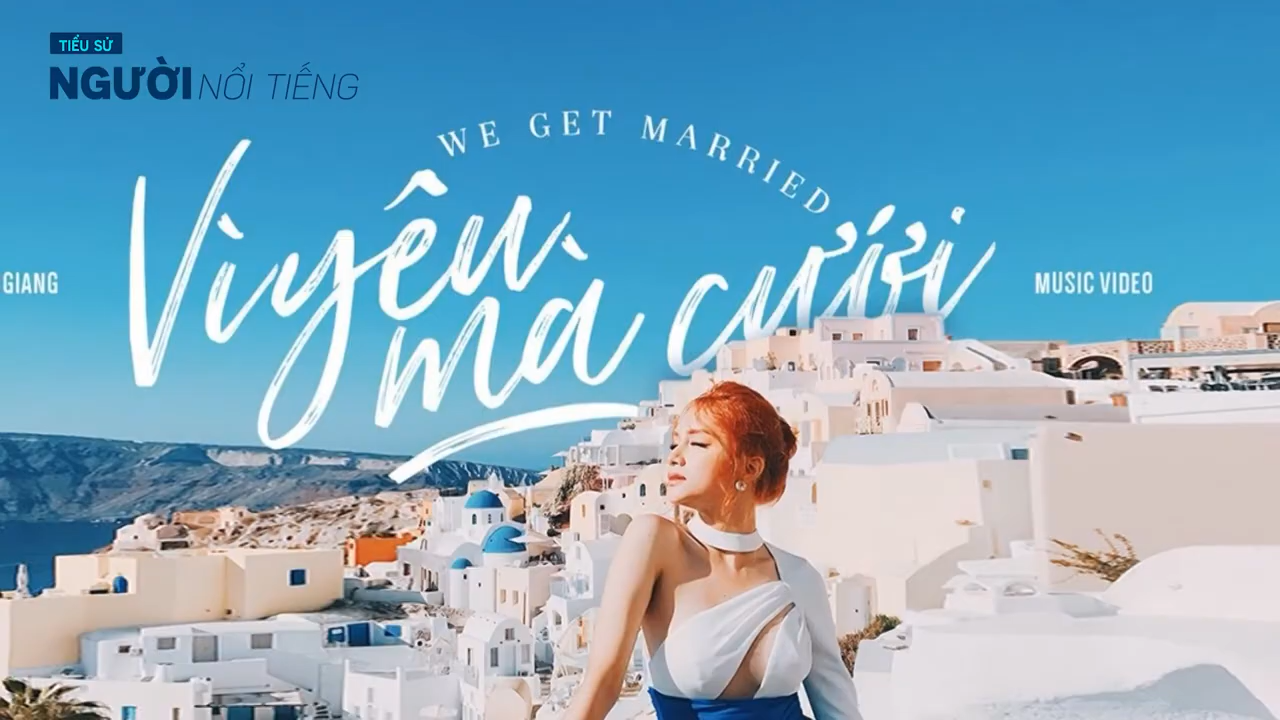 TIỂU SỬ
NGƯỜI NỔI TIẾNG
WE GET MARRIED
Vì yêu
mà cưới
GIANG
MUSIC VIDEO